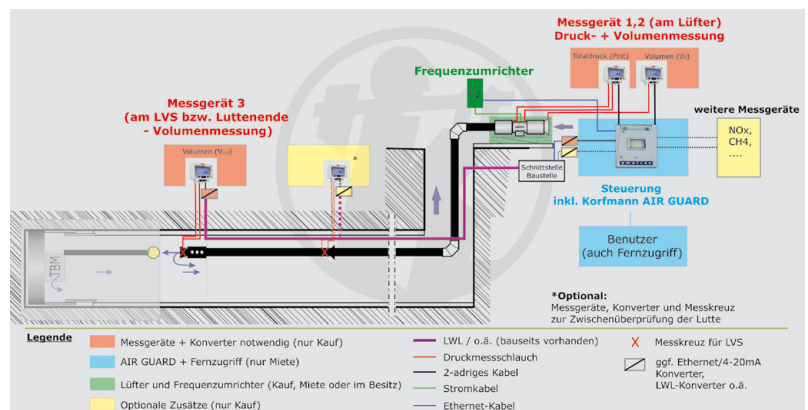 Messgerät 1,2 (am Lüfter)
Druck- + Volumenmessung
Totaldruck (Ptot)
Volumen (V₀)
Frequenzumrichter
Messgerät 3
(am LVS bzw. Luttenende
- Volumenmessung)
weitere Messgeräte
NOx,
CH4,
....
Volumen
*
Schnittstelle
Baustelle
Steuerung
inkl. Korfmann AIR GUARD
Benutzer
(auch Fernzugriff)
TBM
*Optional:
Messgeräte, Konverter und Messkreuz
zur Zwischenüberprüfung der Lutte
Legende
Messgeräte + Konverter notwendig (nur Kauf)
AIR GUARD + Fernzugriff (nur Miete)
Lüfter und Frequenzumrichter (Kauf, Miete oder im Besitz)
Optionale Zusätze (nur Kauf)
LWL / o.ä. (bauseits vorhanden)
Druckmessschlauch
2-adriges Kabel
Stromkabel
Ethernet-Kabel
Messkreuz für LVS
ggf. Ethernet/4-20mA
Konverter,
LWL-Konverter o.ä.